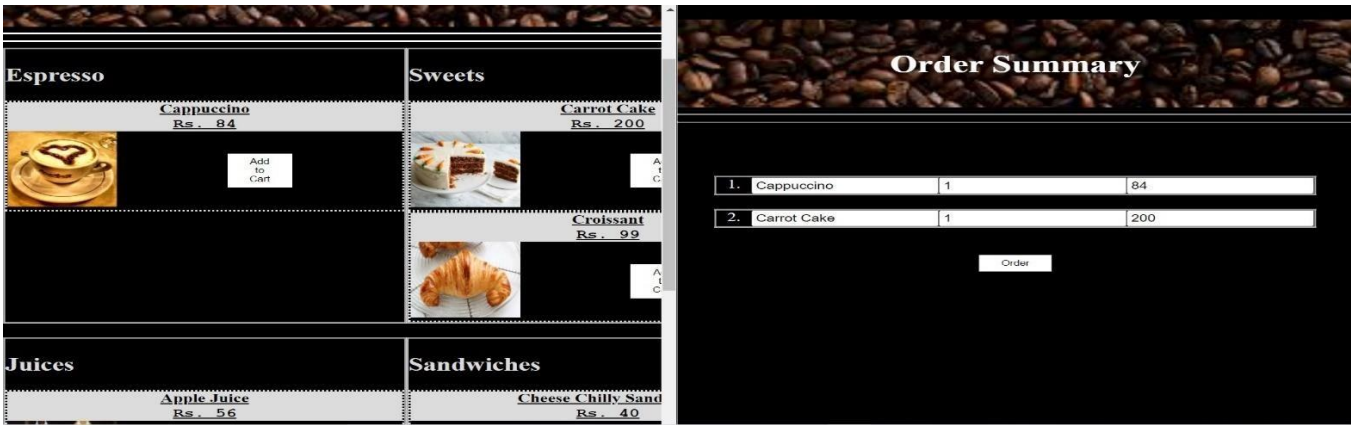 Espresso
Cappuccino
Rs. 84
Add
to
Cart
Sweets
Carrot Cake
Rs. 200
Croissant
Rs. 99
Juices
Apple Juice
Rs. 56
Sandwiches
Cheese Chilly Sand
Rs. 40
Order Summary
1. Cappuccino 1 84
2. Carrot Cake 1 200
Order